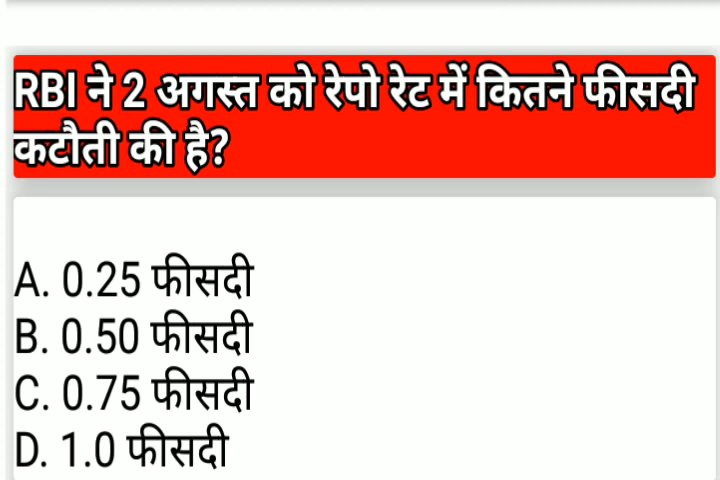 RBI ने 2 अगस्त को रेपो रेट में कितने फीसदी
कटौती की है?
A. 0.25 फीसदी
B. 0.50 फीसदी
C. 0.75 फीसदी
D. 1.0 फीसदी